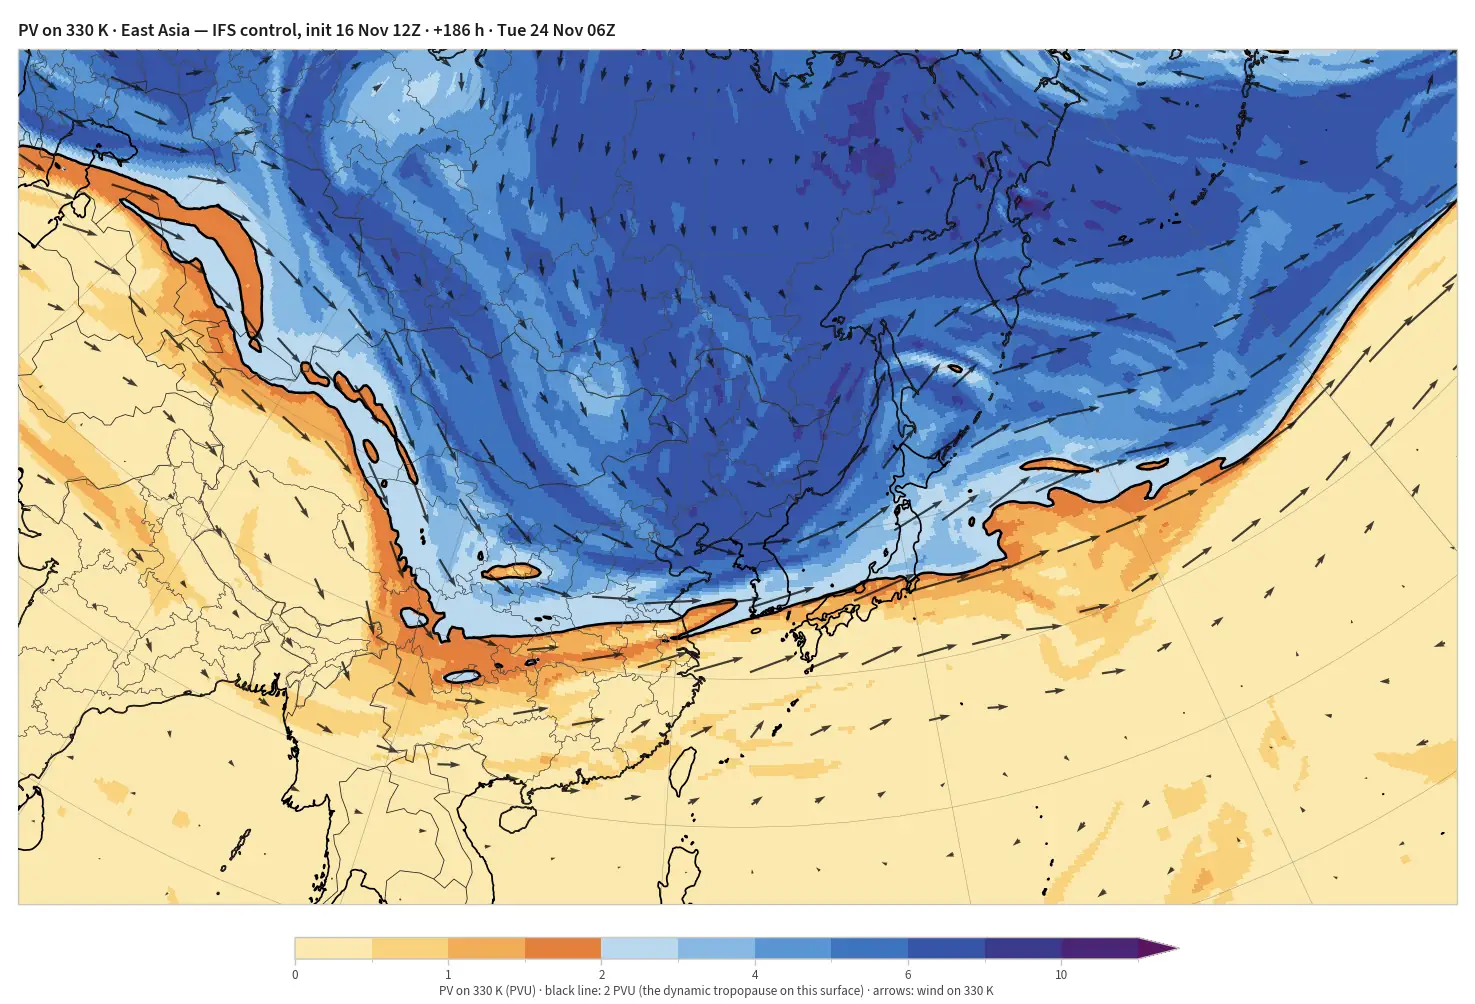 PV on 330 K · East Asia — IFS control, init 16 Nov 12Z · +186 h · Tue 24 Nov 06Z
0 1 2 4 6 10
PV on 330 K (PVU) · black line: 2 PVU (the dynamic tropopause on this surface) · arrows: wind on 330 K